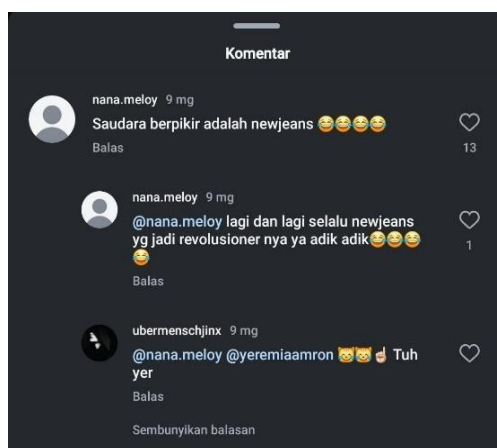 Komentar
nana.meloy 9 mg
Saudara berpikir adalah newjeans 😂😂😂😂
Balas
13
nana.meloy 9 mg
@nana.meloy lagi dan lagi selalu newjeans
yg jadi revolusioner nya ya adik adik😂😂😂
😂
Balas
1
ubermenschjinx 9 mg
@nana.meloy @yeremiaamron 😹😹☝🏻 Tuh
yer
Balas
Sembunyikan balasan